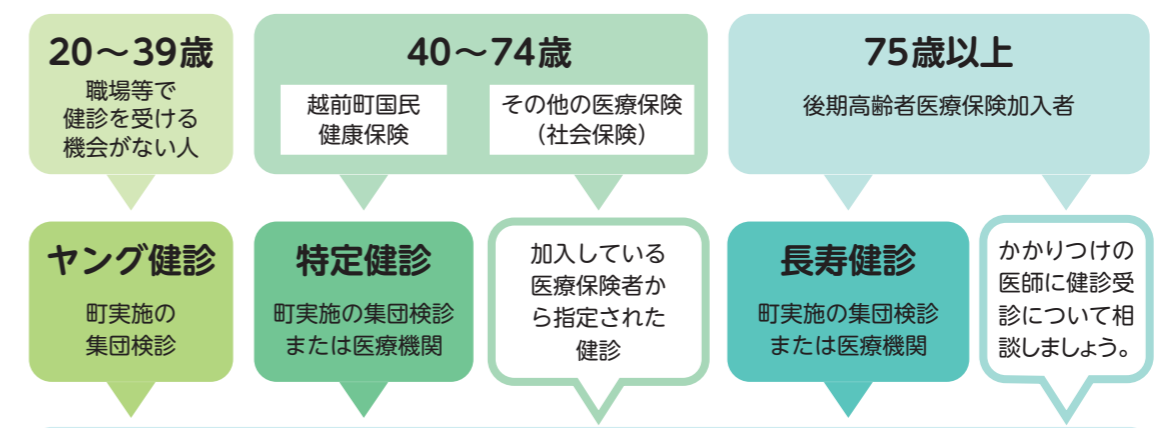 20～39歳
職場等で
健診を受ける
機会がない人
40～74歳
越前町国民
健康保険
その他の医療保険
（社会保険）
75歳以上
後期高齢者医療保険加入者
ヤング健診
町実施の
集団検診
特定健診
町実施の集団検診
または医療機関
加入している
医療保険者か
ら指定された
健診
長寿健診
町実施の集団検診
または医療機関
かかりつけの
医師に健診受
診について相
談しましょう。